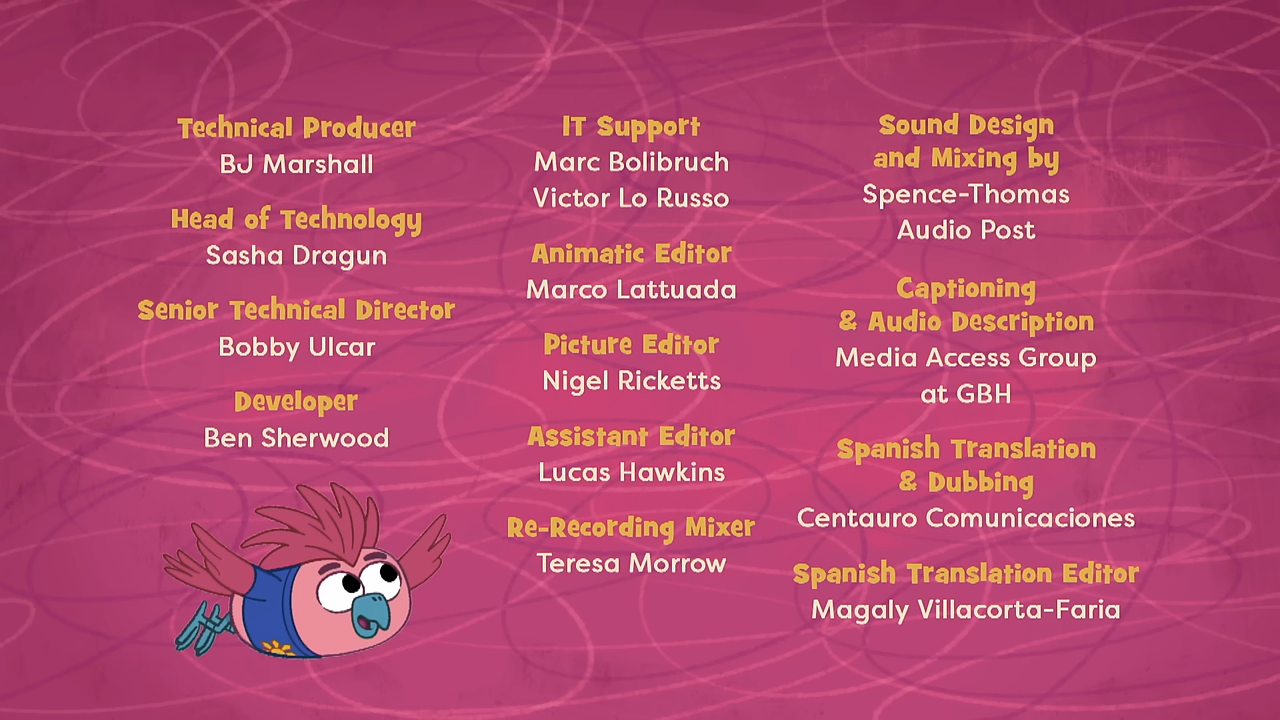 Technical Producer
BJ Marshall
Head of Technology
Sasha Dragun
Senior Technical Director
Bobby Ulcar
Developer
Ben Sherwood
IT Support
Marc Bolibruch
Victor Lo Russo
Animatic Editor
Marco Lattuada
Picture Editor
Nigel Ricketts
Assistant Editor
Lucas Hawkins
Re-Recording Mixer
Teresa Morrow
Sound Design
and Mixing by
Spence-Thomas
Audio Post
Captioning
& Audio Description
Media Access Group
at GBH
Spanish Translation
& Dubbing
Centauro Comunicaciones
Spanish Translation Editor
Magaly Villacorta-Faria